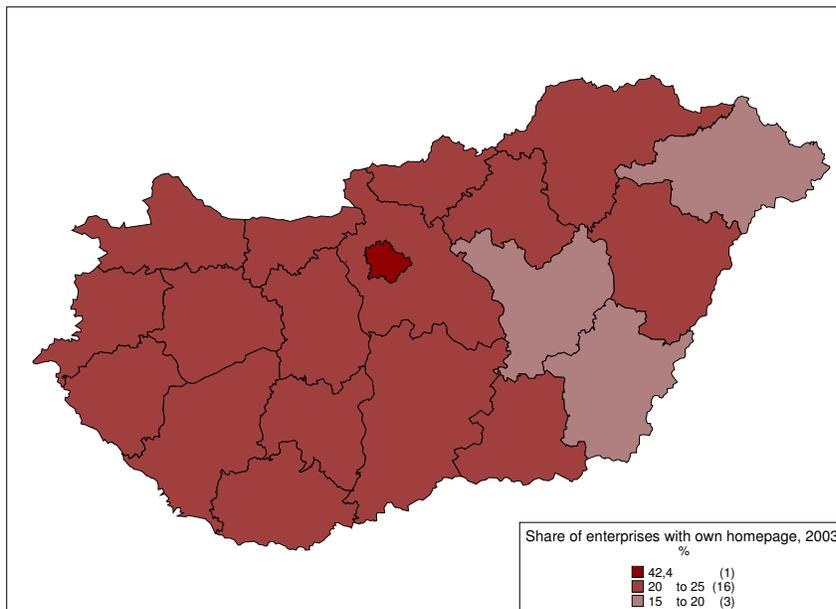 Share of enterprises with own homepage, 2003
%
42,4 (1)
20 to 25 (16)
15 to 20 (3)